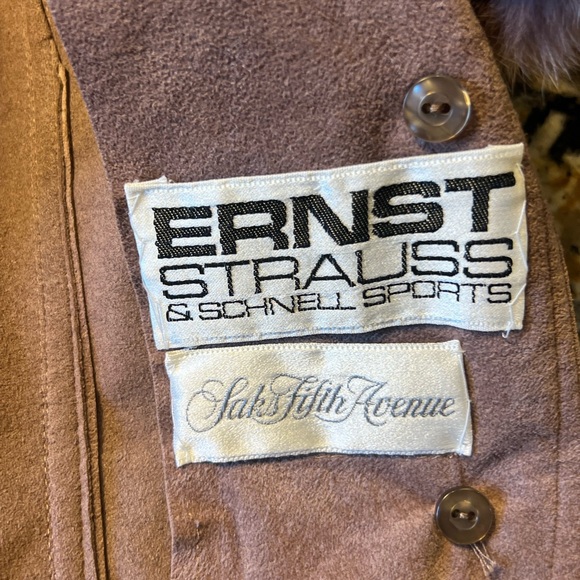 ERNST
STRAUSS
& SCHNELL SPORTS
Saks Fifth Avenue